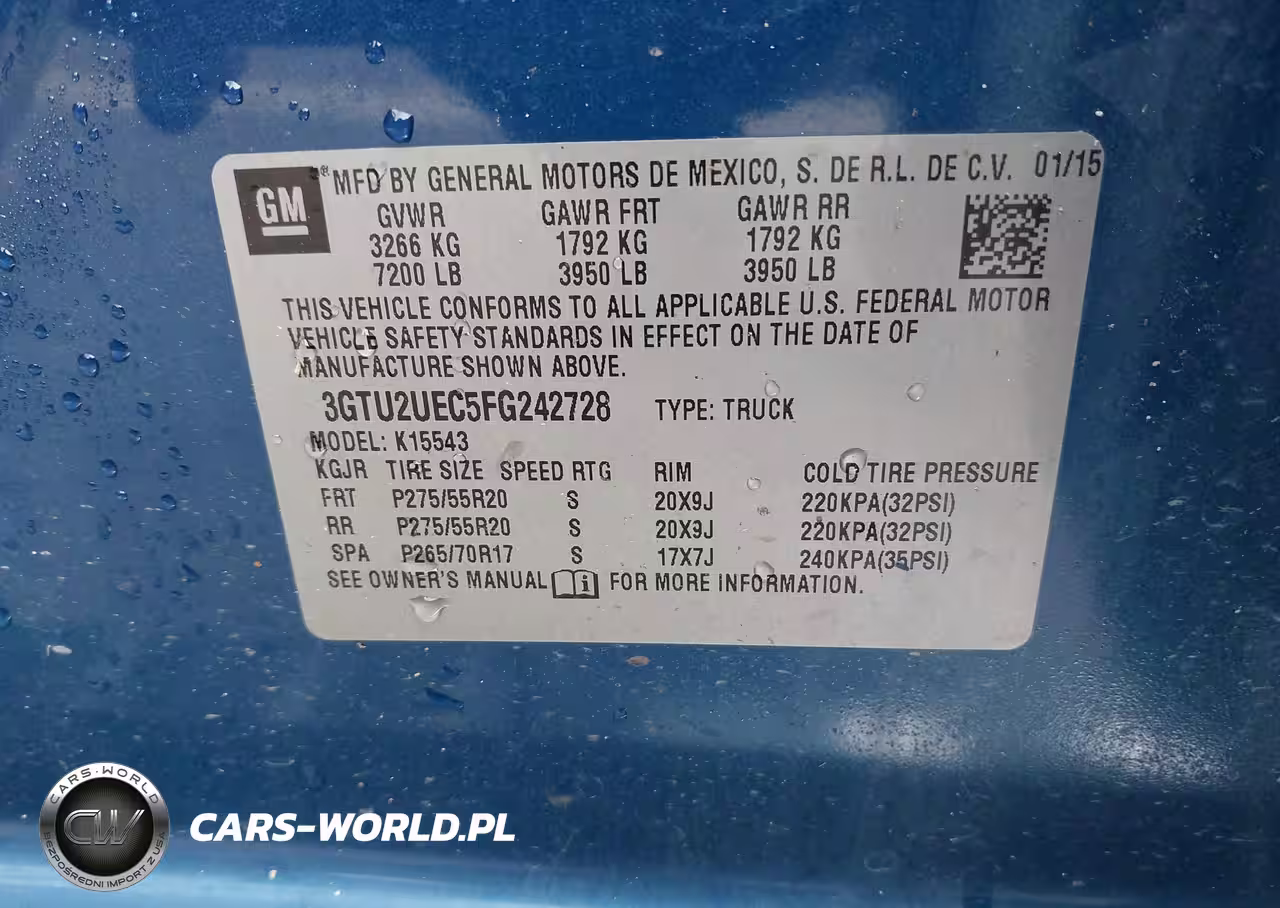 GM
® MFD BY GENERAL MOTORS DE MEXICO, S. DE R.L. DE C.V. 01/15
GVWR GAWR FRT GAWR RR
3266 KG 1792 KG 1792 KG
7200 LB 3950 LB 3950 LB
THIS VEHICLE CONFORMS TO ALL APPLICABLE U.S. FEDERAL MOTOR
VEHICLE SAFETY STANDARDS IN EFFECT ON THE DATE OF
MANUFACTURE SHOWN ABOVE.
3GTU2UEC5FG242728 TYPE: TRUCK
MODEL: K15543
KGJR TIRE SIZE SPEED RTG RIM COLD TIRE PRESSURE
FRT P275/55R20 S 20X9J 220KPA(32PSI)
RR P275/55R20 S 20X9J 220KPA(32PSI)
SPA P265/70R17 S 17X7J 240KPA(35PSI)
SEE OWNER'S MANUAL FOR MORE INFORMATION.
CARS-WORLD
CW
BEZPOŚREDNI IMPORT Z USA
CARS-WORLD.PL